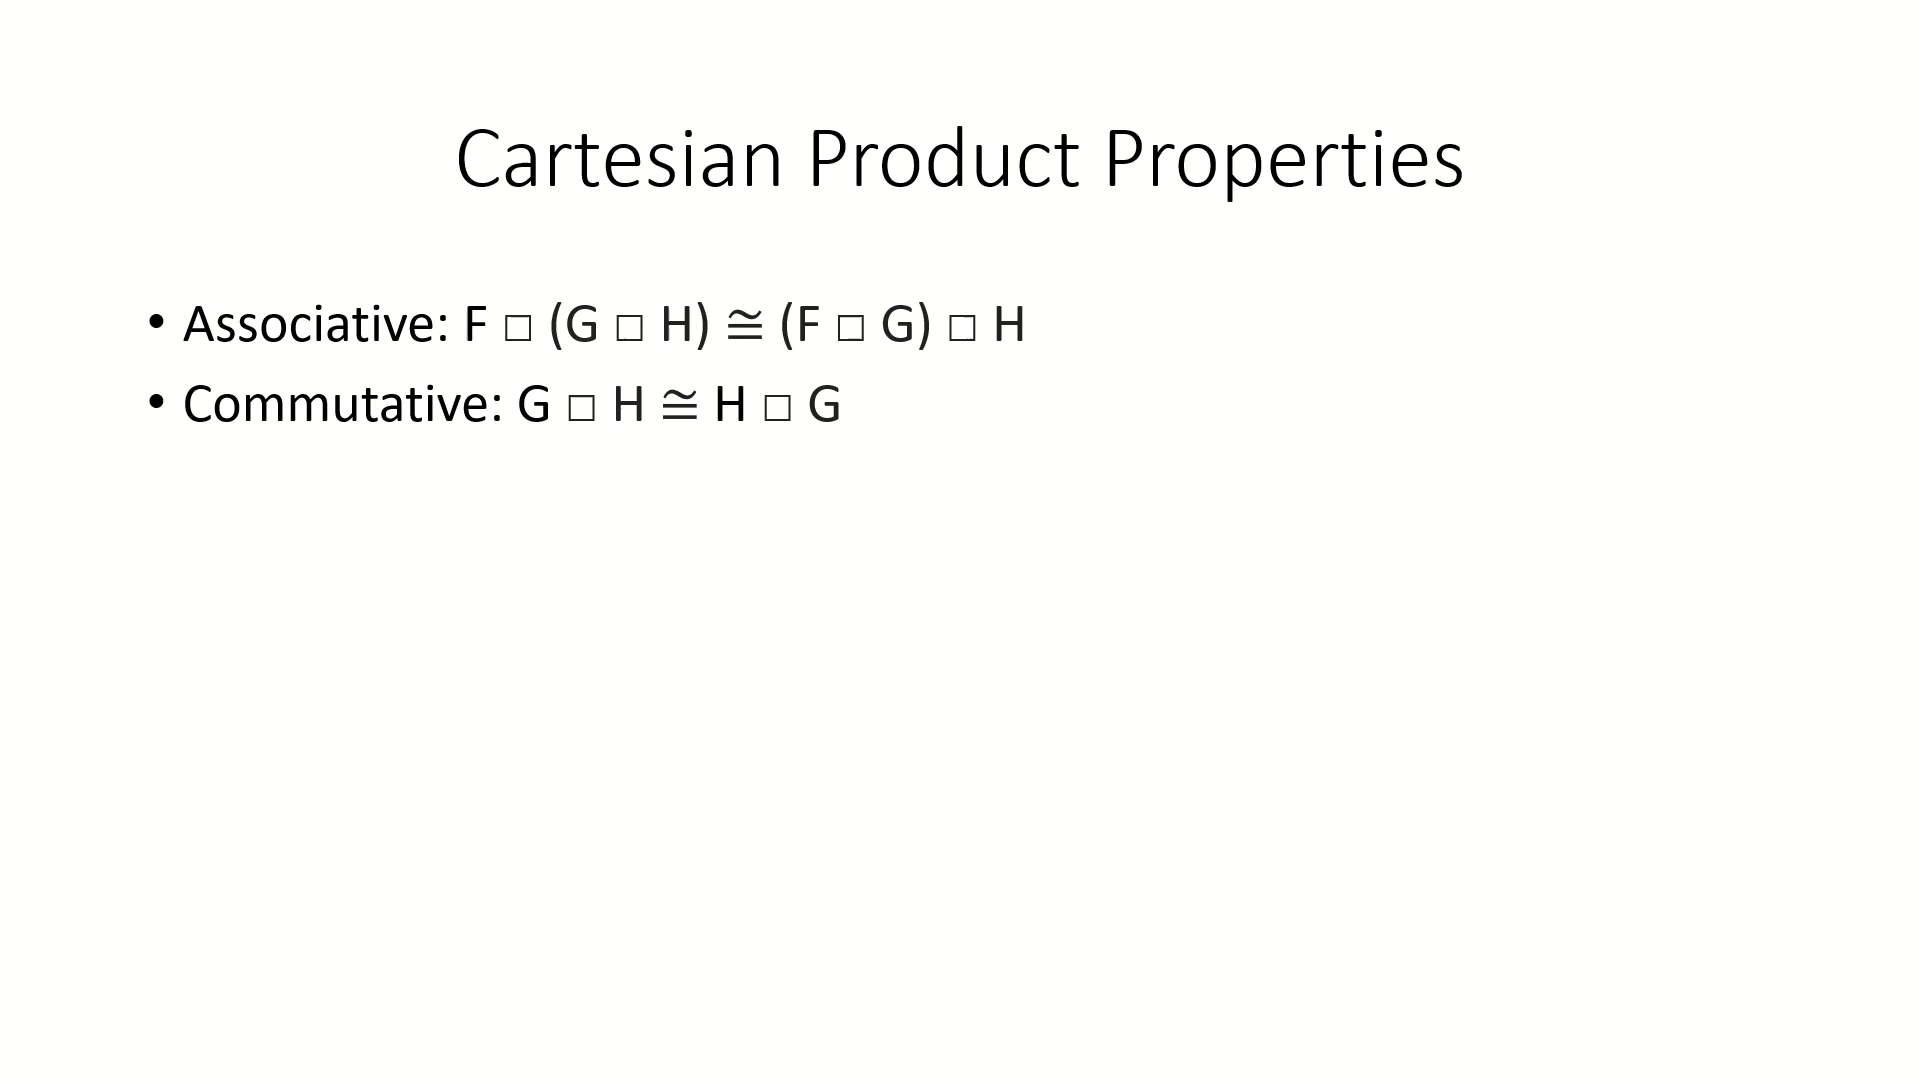 Cartesian Product Properties
• Associative: F □ (G □ H) ≅ (F □ G) □ H
• Commutative: G □ H ≅ H □ G